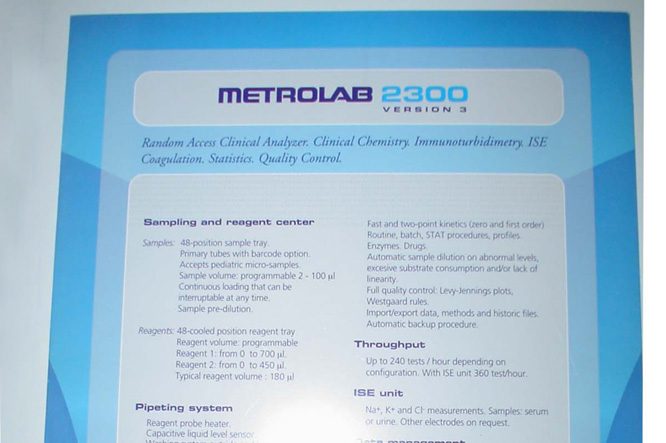 METROLAB 2300
VERSION 3
Random Access Clinical Analyzer. Clinical Chemistry. Immunoturbidimetry. ISE
Coagulation. Statistics. Quality Control.
Sampling and reagent center
Samples: 48-position sample tray.
Primary tubes with barcode option.
Accepts pediatric micro-samples.
Sample volume: programmable 2 - 100 µl
Continuous loading that can be
interruptable at any time.
Sample pre-dilution.
Reagents: 48-cooled position reagent tray
Reagent volume: programmable
Reagent 1: from 0 to 700 µl.
Reagent 2: from 0 to 450 µl.
Typical reagent volume : 180 µl
Pipeting system
Reagent probe heater.
Capacitive liquid level sensor
Fast and two-point kinetics (zero and first order)
Routine, batch, STAT procedures, profiles.
Enzymes. Drugs.
Automatic sample dilution on abnormal levels,
excesive substrate consumption and/or lack of
linearity.
Full quality control: Levy-Jennings plots,
Westgaard rules.
Import/export data, methods and historic files.
Automatic backup procedure.
Throughput
Up to 240 tests / hour depending on
configuration. With ISE unit 360 test/hour.
ISE unit
Na+, K+ and Cl- measurements. Samples: serum
or urine. Other electrodes on request.
Data management